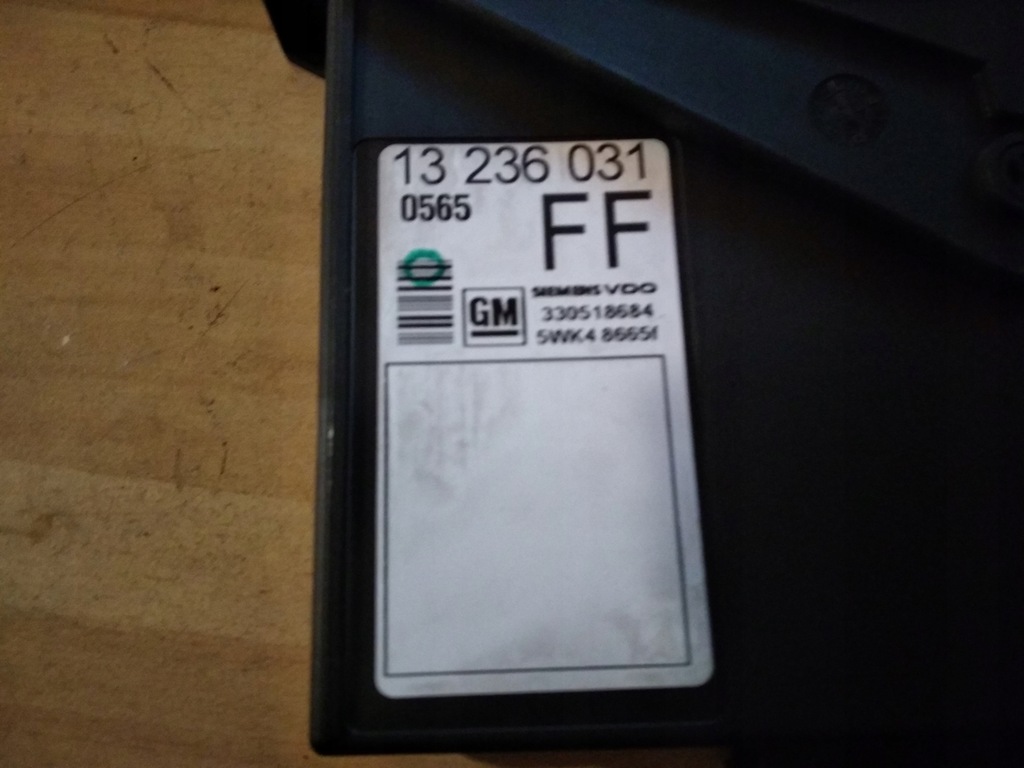 13 236 031
0565
FF
GM
SIEMENS VDO
330518684
5WK4 8665I